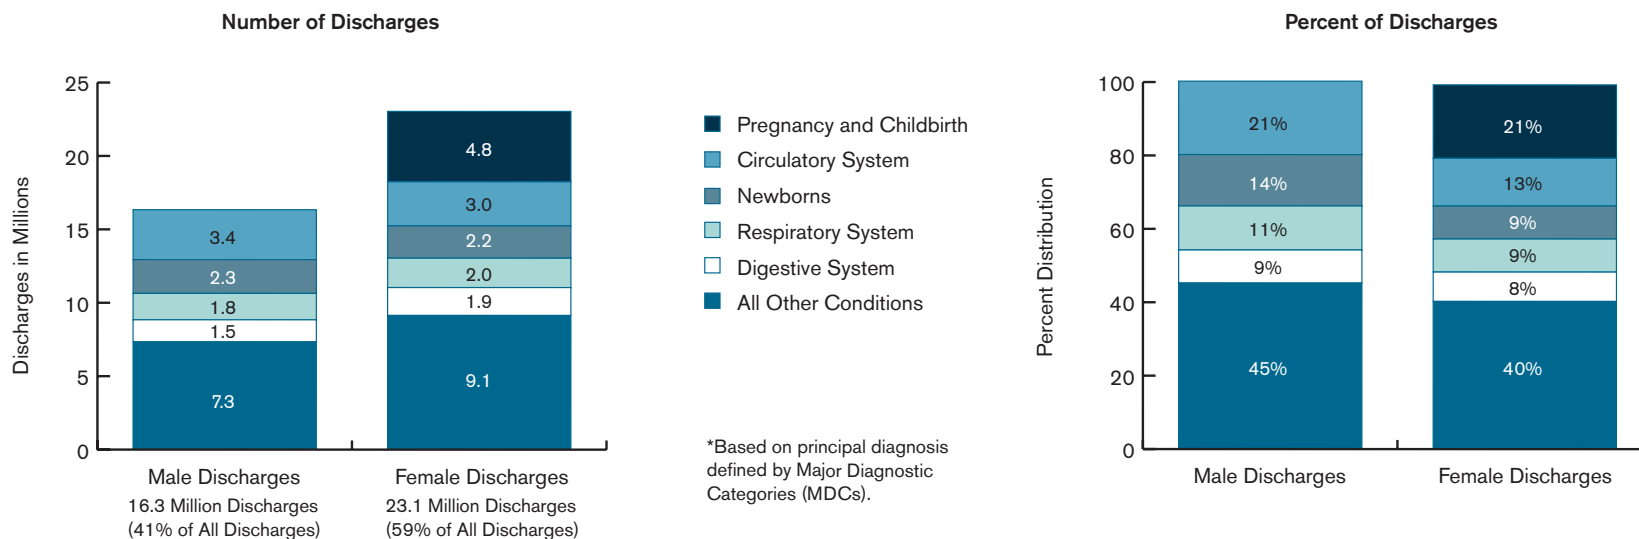 Number of Discharges
Discharges in Millions
25
20
15
10
5
0
3.4
2.3
1.8
1.5
7.3
4.8
3.0
2.2
2.0
1.9
9.1
Male Discharges
16.3 Million Discharges
(41% of All Discharges)
Female Discharges
23.1 Million Discharges
(59% of All Discharges)
Pregnancy and Childbirth
Circulatory System
Newborns
Respiratory System
Digestive System
All Other Conditions
*Based on principal diagnosis
defined by Major Diagnostic
Categories (MDCs).
Percent of Discharges
Percent Distribution
100
80
60
40
20
0
21%
14%
11%
9%
45%
21%
13%
9%
9%
8%
40%
Male Discharges
Female Discharges